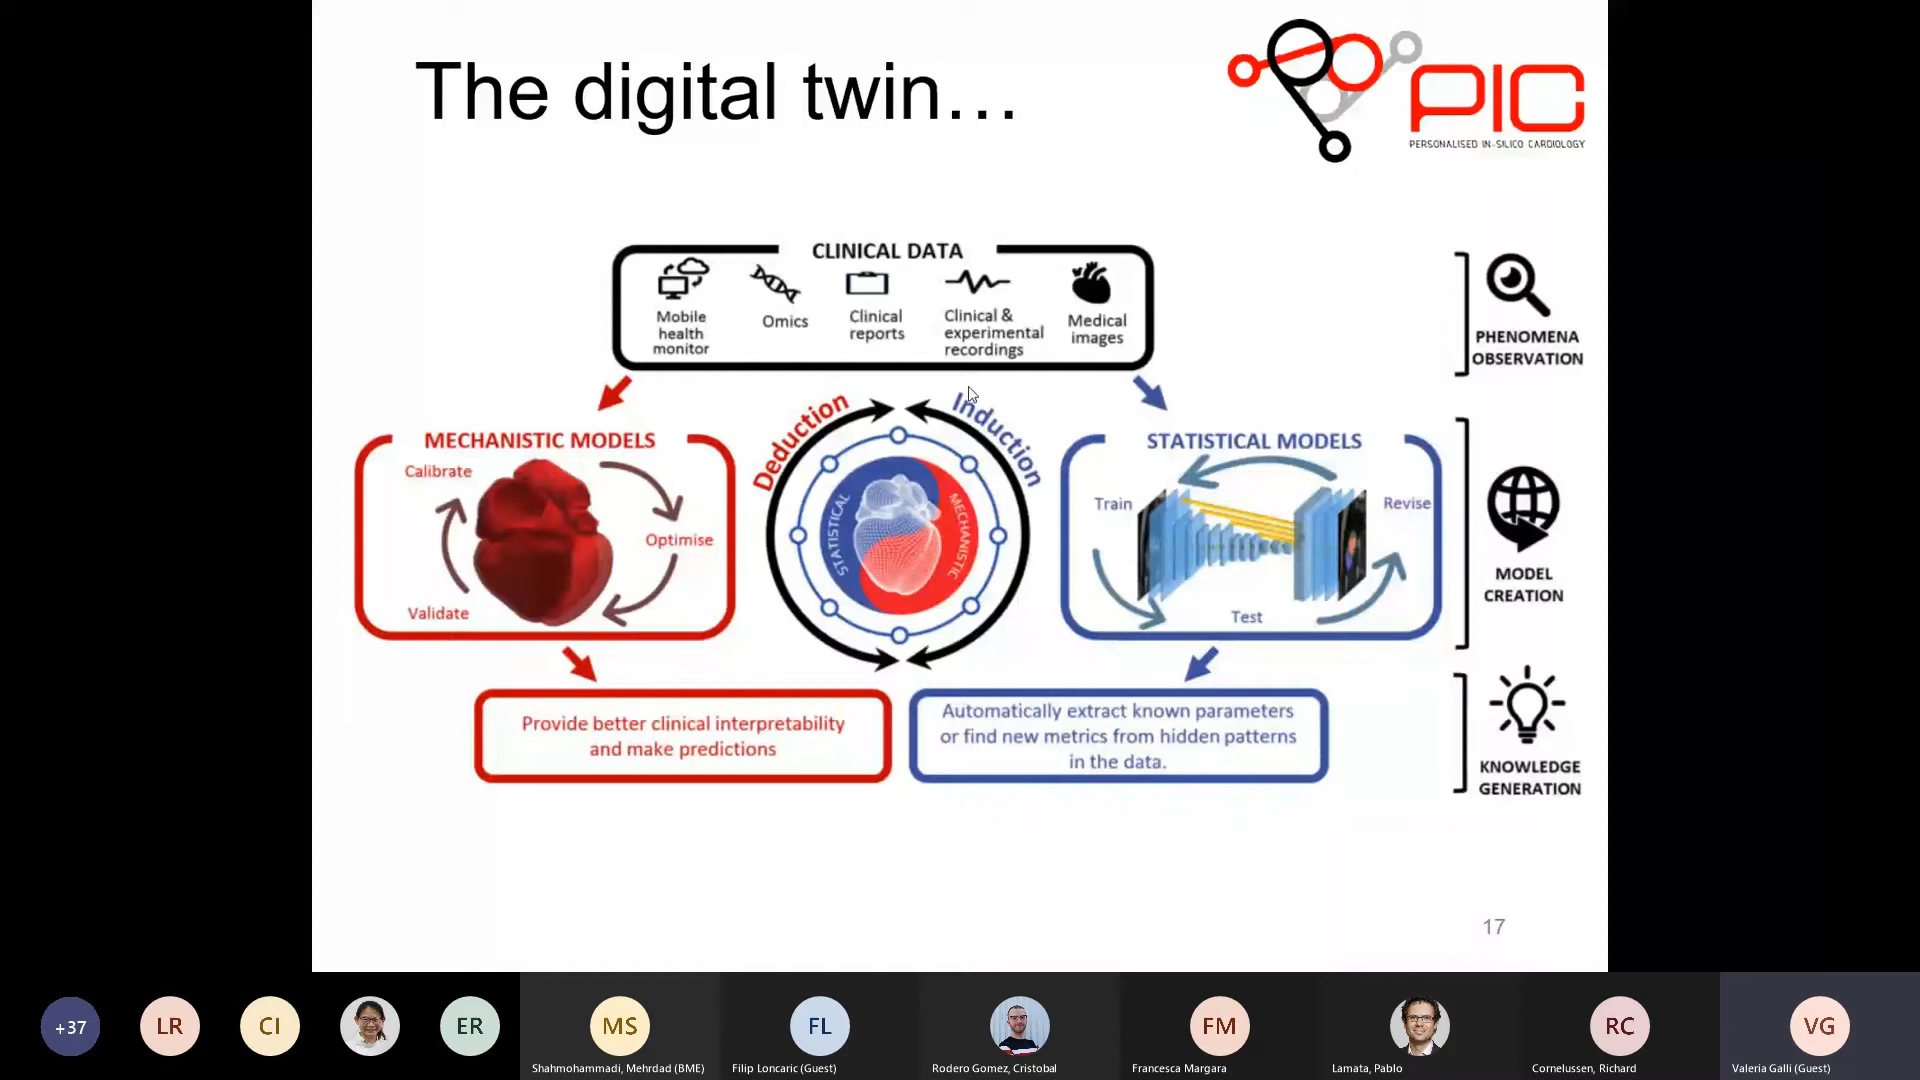 The digital twin…
PIC
PERSONALISED IN-SILICO CARDIOLOGY
CLINICAL DATA
Mobile
health
monitor
Omics
Clinical
reports
Clinical &
experimental
recordings
Medical
images
PHENOMENA
OBSERVATION
Deduction
Induction
MECHANISTIC MODELS
Calibrate
Optimise
Validate
STATISTICAL
MECHANISTIC
STATISTICAL MODELS
Train
Revise
Test
MODEL
CREATION
Provide better clinical interpretability
and make predictions
Automatically extract known parameters
or find new metrics from hidden patterns
in the data.
KNOWLEDGE
GENERATION
17
+37
LR
CI
ER
MS
FL
FM
RC
VG
Shahmohammadi, Mehrdad (BME)
Filip Loncaric (Guest)
Rodero Gomez, Cristobal
Francesca Margara
Lamata, Pablo
Cornelussen, Richard
Valeria Galli (Guest)